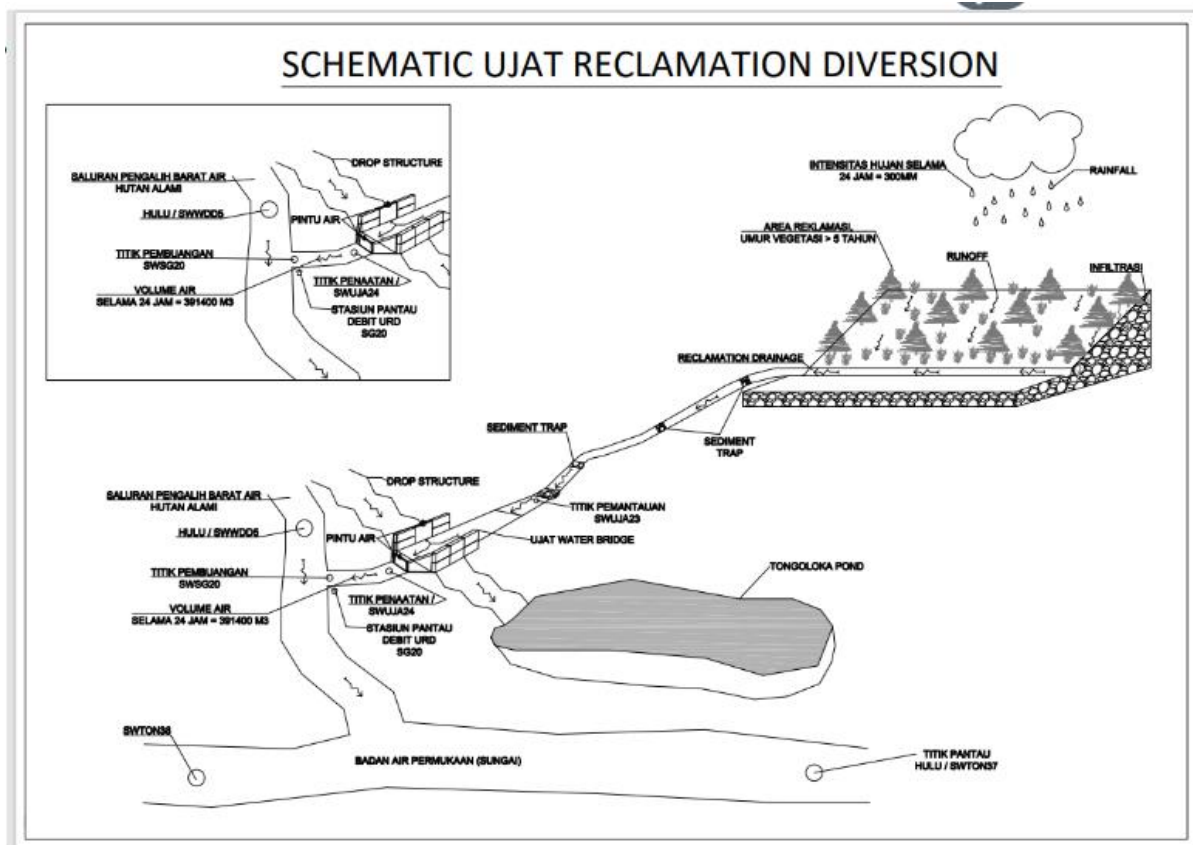 SCHEMATIC UJAT RECLAMATION DIVERSION
DROP STRUCTURE
SALURAN PENGALIH BARAT AIR
HUTAN ALAMI
HULU / SWWDD5
PINTU AIR
TITIK PEMBUANGAN
SWSG20
VOLUME AIR
SELAMA 24 JAM = 391400 M3
TITIK PENAATAN /
SWUJA24
STASIUN PANTAU
DEBIT URD
SG20
INTENSITAS HUJAN SELAMA
24 JAM = 300MM
RAINFALL
AREA REKLAMASI,
UMUR VEGETASI > 5 TAHUN
RUNOFF
INFILTRASI
RECLAMATION DRAINAGE
SEDIMENT
TRAP
SEDIMENT TRAP
DROP STRUCTURE
SALURAN PENGALIH BARAT AIR
HUTAN ALAMI
HULU / SWWDD5
PINTU AIR
TITIK PEMANTAUAN
SWUJA23
UJAT WATER BRIDGE
TITIK PEMBUANGAN
SWSG20
VOLUME AIR
SELAMA 24 JAM = 391400 M3
TITIK PENAATAN /
SWUJA24
STASIUN PANTAU
DEBIT URD
SG20
TONGOLOKA POND
SWTON38
BADAN AIR PERMUKAAN (SUNGAI)
TITIK PANTAU
HULU / SWTON37